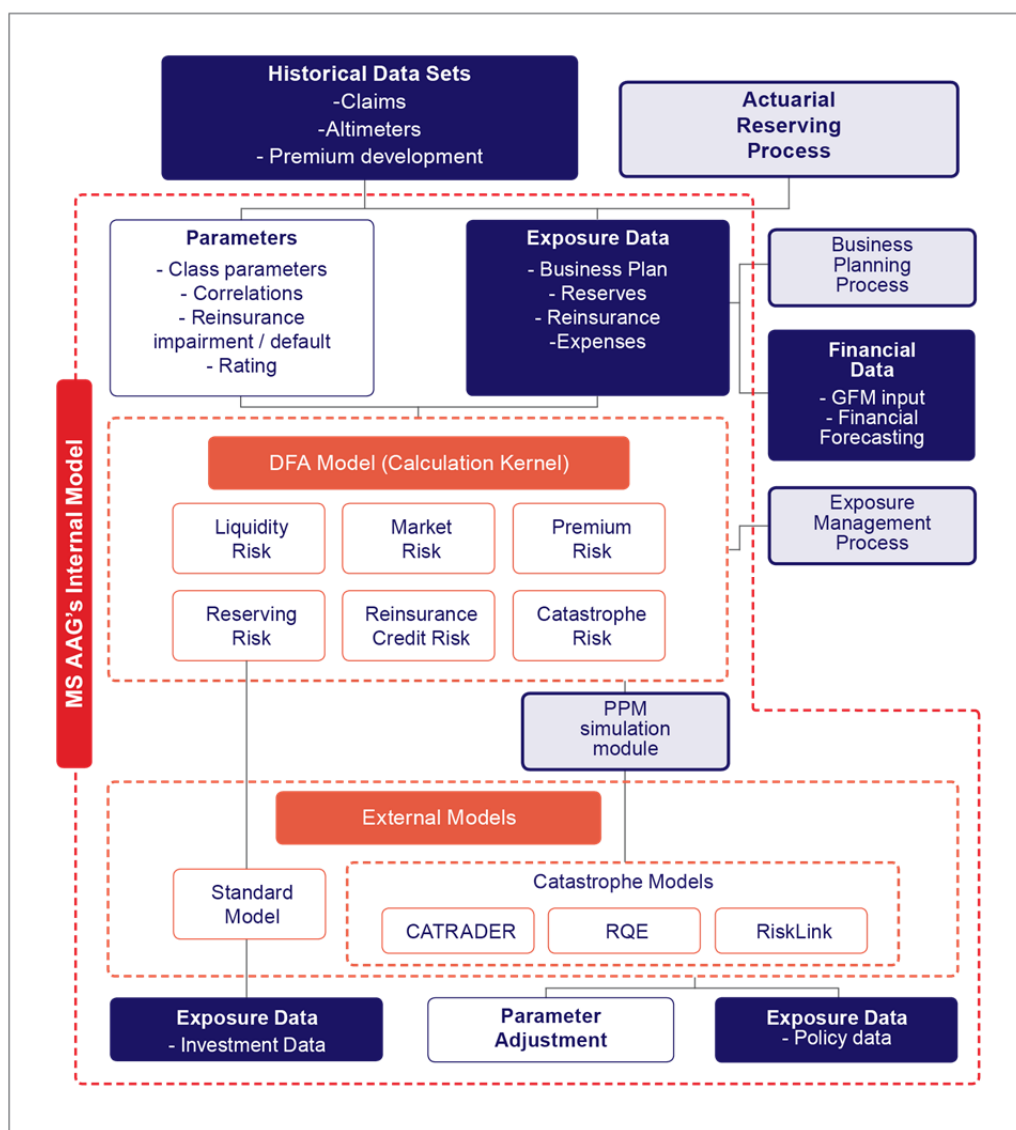 Historical Data Sets
-Claims
-Altimeters
- Premium development
Actuarial
Reserving
Process
Parameters
- Class parameters
- Correlations
- Reinsurance
impairment / default
- Rating
Exposure Data
- Business Plan
- Reserves
- Reinsurance
-Expenses
Business
Planning
Process
Financial
Data
- GFM input
- Financial
Forecasting
MS AAG's Internal Model
DFA Model (Calculation Kernel)
Liquidity
Risk
Market
Risk
Premium
Risk
Exposure
Management
Process
Reserving
Risk
Reinsurance
Credit Risk
Catastrophe
Risk
PPM
simulation
module
External Models
Standard
Model
Catastrophe Models
CATRADER
RQE
RiskLink
Exposure Data
- Investment Data
Parameter
Adjustment
Exposure Data
- Policy data